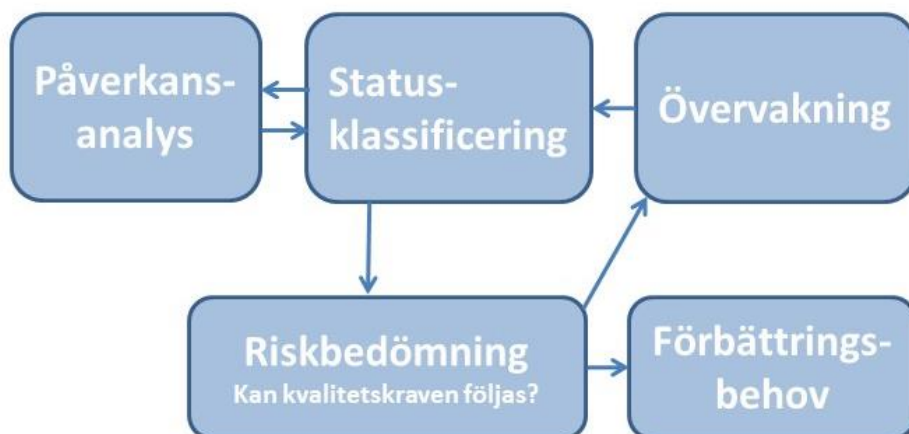 Påverkans-
analys
Status-
klassificering
Övervakning
Riskbedömning
Kan kvalitetskraven följas?
Förbättrings-
behov